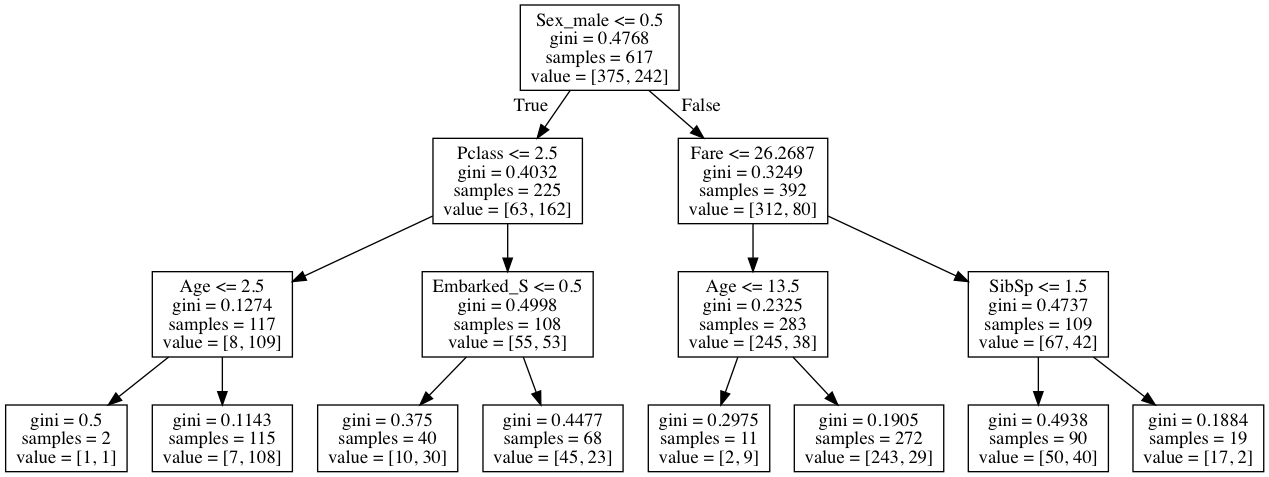 Sex_male <= 0.5
gini = 0.4768
samples = 617
value = [375, 242]
True
False
Pclass <= 2.5
gini = 0.4032
samples = 225
value = [63, 162]
Fare <= 26.2687
gini = 0.3249
samples = 392
value = [312, 80]
Age <= 2.5
gini = 0.1274
samples = 117
value = [8, 109]
Embarked_S <= 0.5
gini = 0.4998
samples = 108
value = [55, 53]
Age <= 13.5
gini = 0.2325
samples = 283
value = [245, 38]
SibSp <= 1.5
gini = 0.4737
samples = 109
value = [67, 42]
gini = 0.5
samples = 2
value = [1, 1]
gini = 0.1143
samples = 115
value = [7, 108]
gini = 0.375
samples = 40
value = [10, 30]
gini = 0.4477
samples = 68
value = [45, 23]
gini = 0.2975
samples = 11
value = [2, 9]
gini = 0.1905
samples = 272
value = [243, 29]
gini = 0.4938
samples = 90
value = [50, 40]
gini = 0.1884
samples = 19
value = [17, 2]